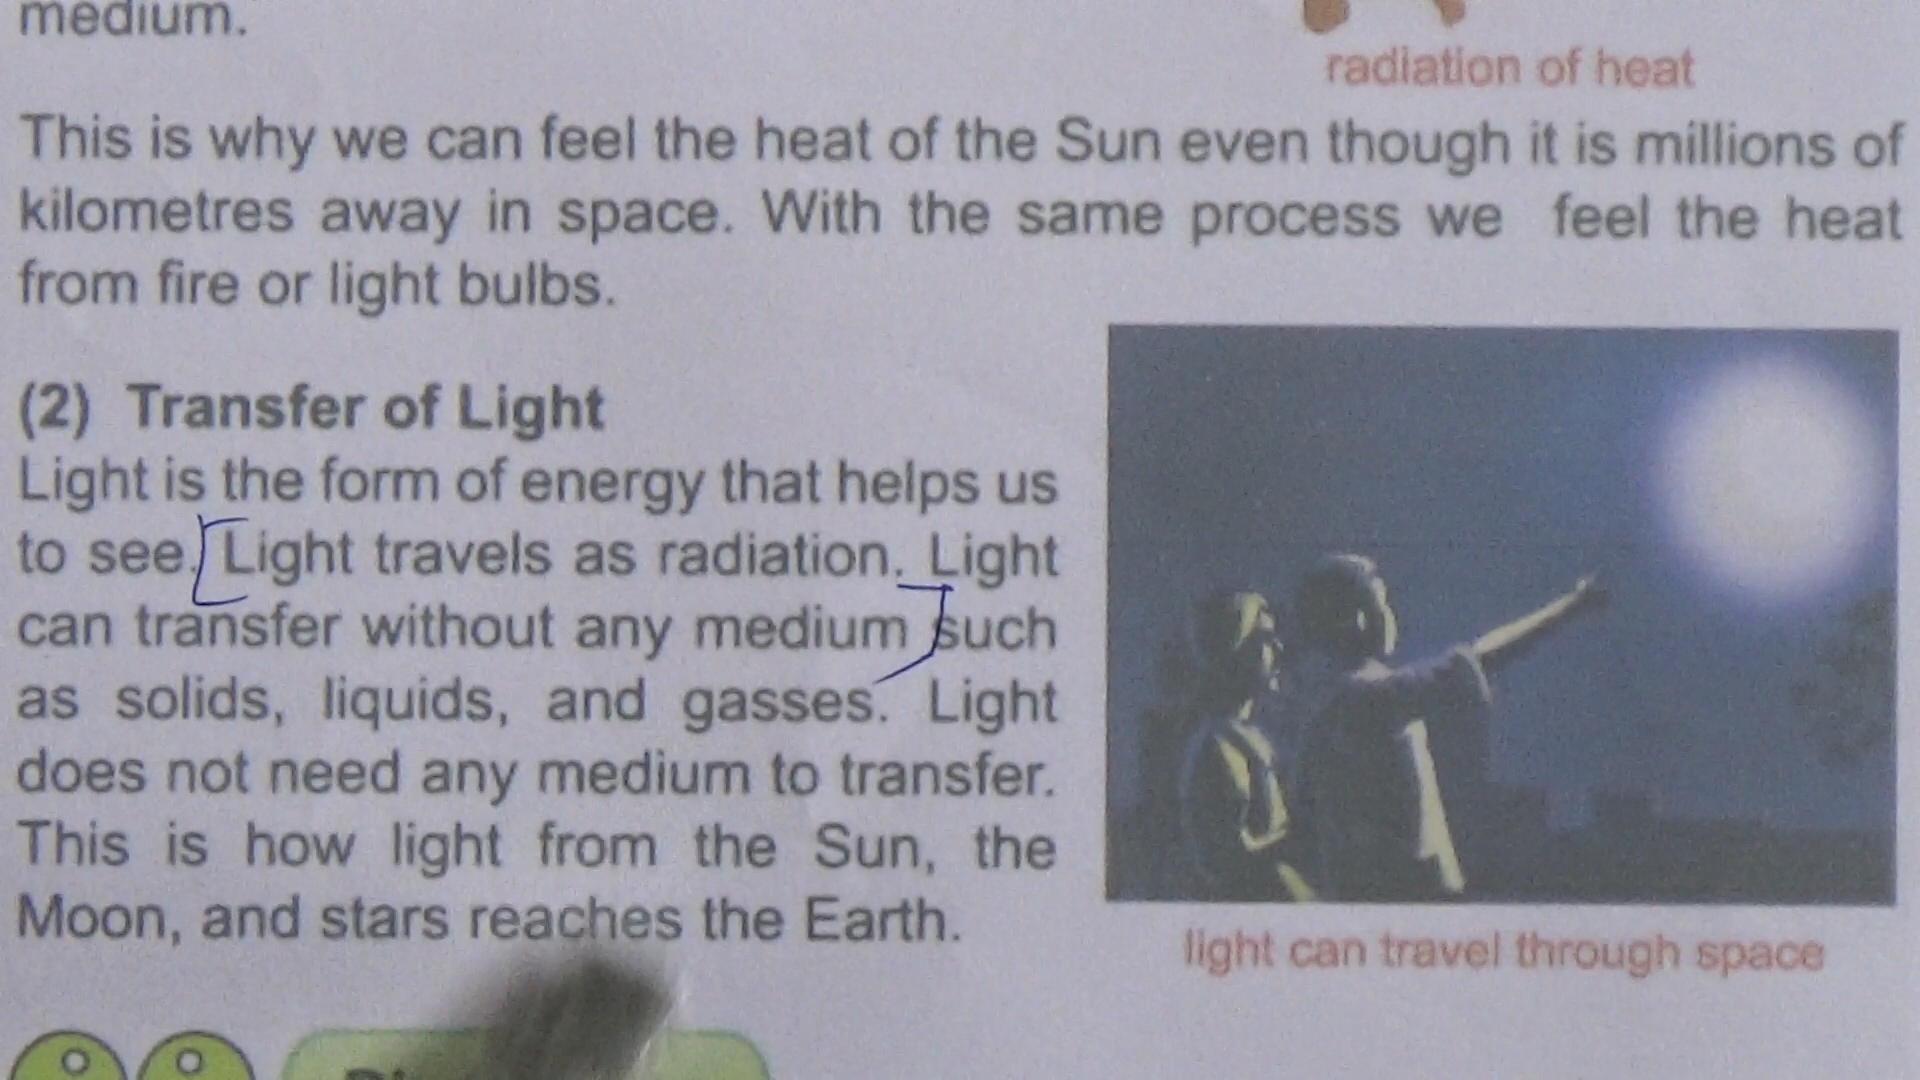 medium.
radiation of heat
This is why we can feel the heat of the Sun even though it is millions of
kilometres away in space. With the same process we feel the heat
from fire or light bulbs.
(2) Transfer of Light
Light is the form of energy that helps us
to see. Light travels as radiation. Light
can transfer without any medium such
as solids, liquids, and gasses. Light
does not need any medium to transfer.
This is how light from the Sun, the
Moon, and stars reaches the Earth.
light can travel through space